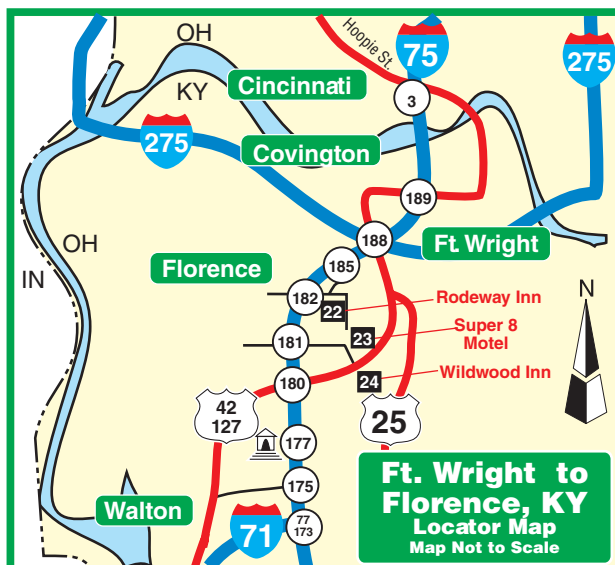 OH
Hoopie St.
75
275
KY
Cincinnati
3
275
Covington
189
188
OH
Ft. Wright
IN
Florence
185
182
22
Rodeway Inn
N
23
Super 8
Motel
181
180
24
Wildwood Inn
42
127
25
177
175
Walton
71
77
173
Ft. Wright to
Florence, KY
Locator Map
Map Not to Scale